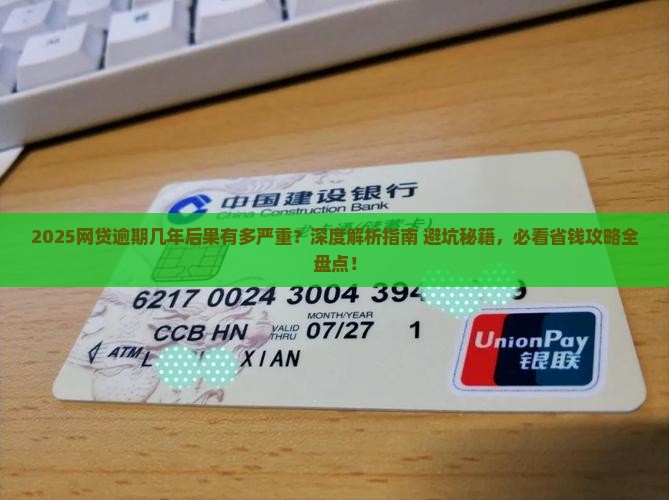 中国建设银行
China Construction Bank
2025网贷逾期几年后果有多严重？深度解析指南 避坑秘籍，必看省钱攻略全
盘点！
6217 0024 3004 394 9
MONTH/YEAR
CCB HN VALID THRU 07/27 1
ATM L XIAN
UnionPay
银联